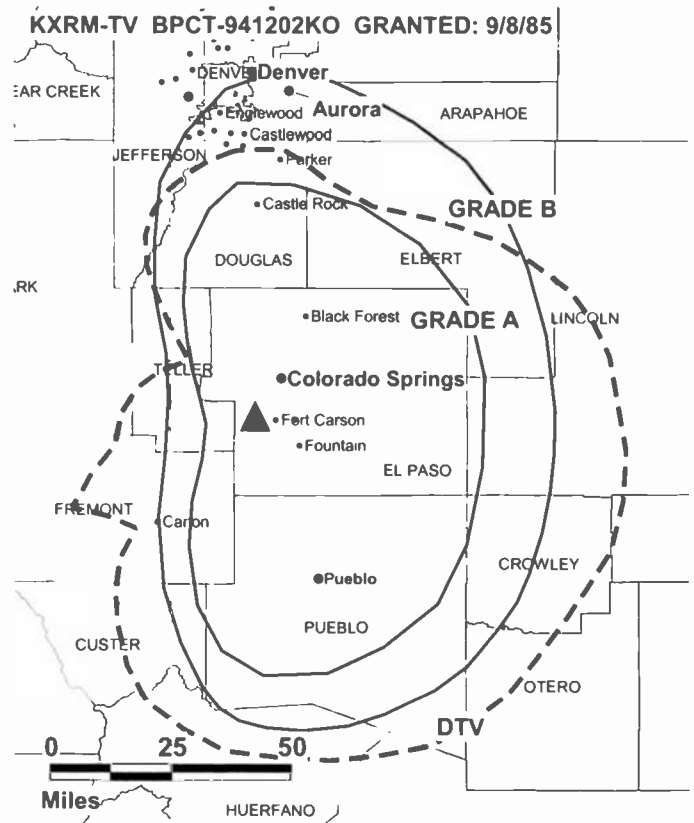 KXRM-TV BPCT-941202KO GRANTED: 9/8/85
DENVE
Denver
EAR CREEK
Aurora
ARAPAHOE
Englewood
Castlewood
JEFFERSON
Parker
Castle Rock
GRADE B
DOUGLAS
ELBERT
ARK
Black Forest
GRADE A
LINCOLN
TELLER
Colorado Springs
Fort Carson
Fountain
EL PASO
FREMONT
Canon
CROWLEY
Pueblo
PUEBLO
CUSTER
OTERO
DTV
0 25 50
Miles
HUERFANO